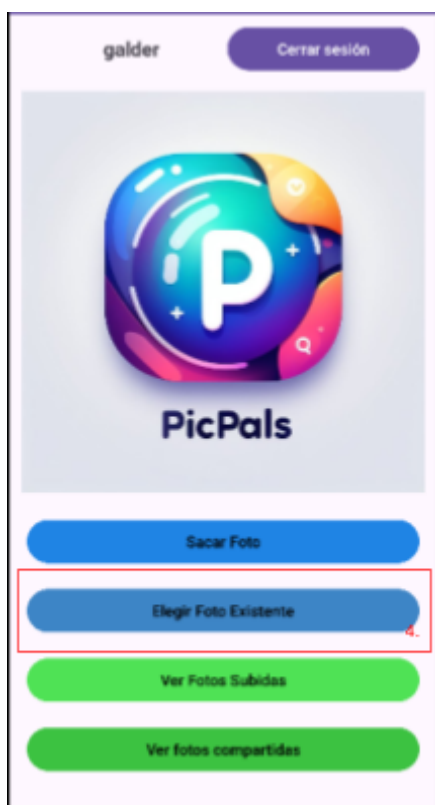 galder
Cerrar sesión
P
PicPals
Sacar Foto
Elegir Foto Existente
4.
Ver Fotos Subidas
Ver fotos compartidas